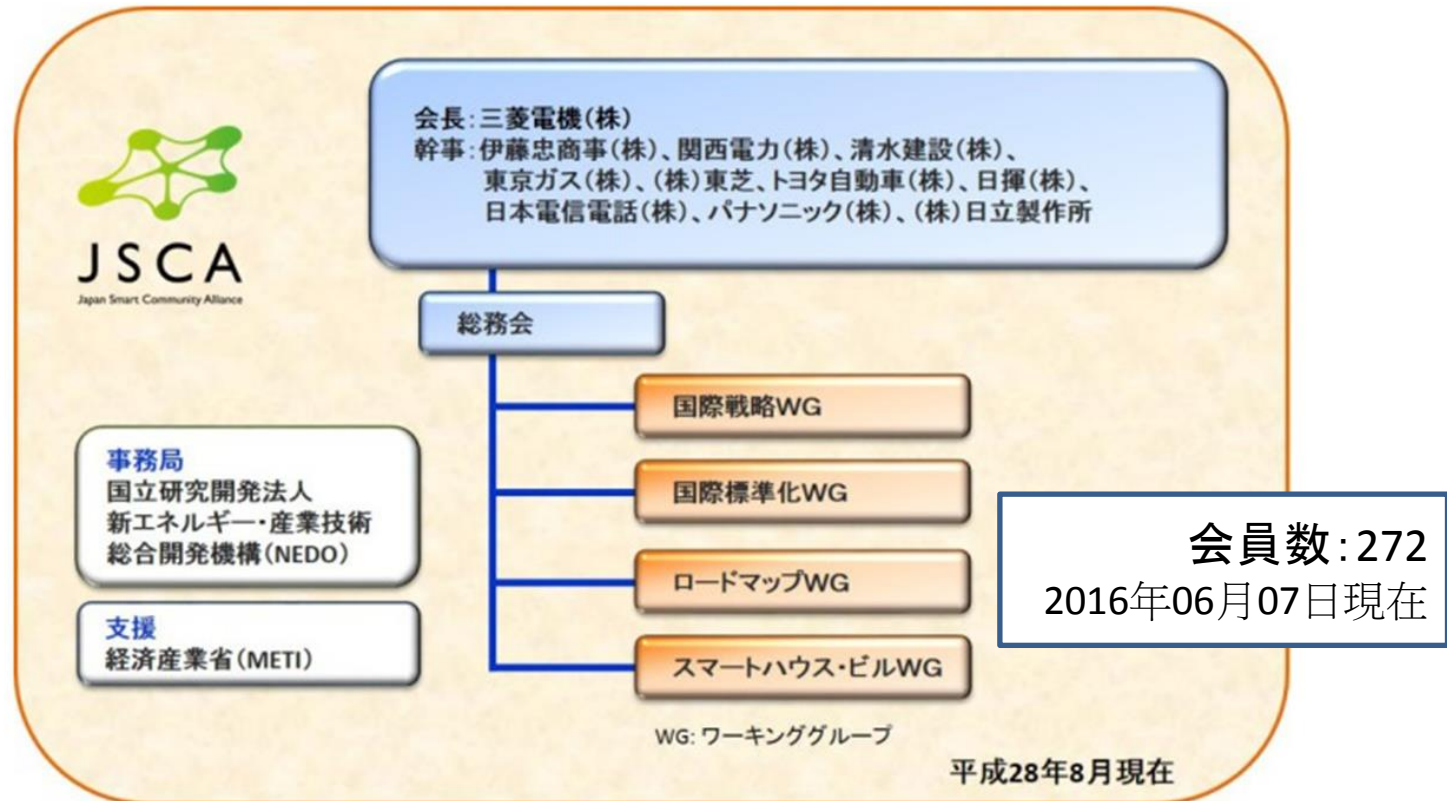 会長:三菱電機(株)
幹事:伊藤忠商事(株)、関西電力(株)、清水建設(株)、
東京ガス(株)、(株)東芝、トヨタ自動車(株)、日揮(株)、
日本電信電話(株)、パナソニック(株)、(株)日立製作所
JSCA
Japan Smart Community Alliance
総務会
国際戦略WG
国際標準化WG
ロードマップWG
スマートハウス・ビルWG
WG: ワーキンググループ
事務局
国立研究開発法人
新エネルギー・産業技術
総合開発機構(NEDO)
支援
経済産業省(METI)
会員数:272
2016年06月07日現在
平成28年8月現在